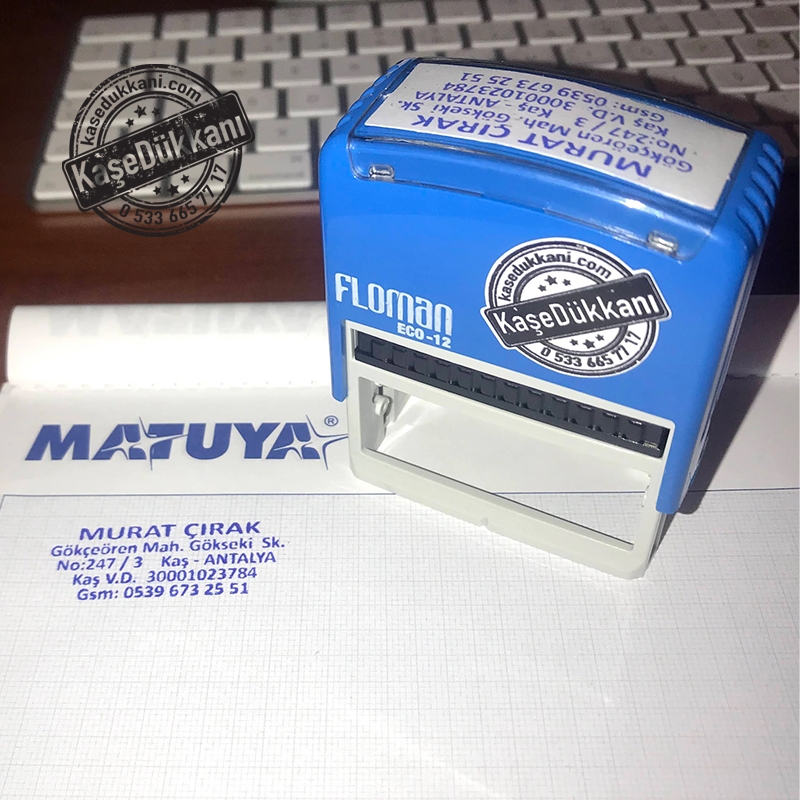 kasedukkani.com
KaşeDükkanı
0 533 665 77 17
MURAT ÇIRAK
Gökçeören Mah. Gökseki Sk.
No:247 / 3 Kaş - ANTALYA
Kaş V.D. 30001023784
Gsm: 0539 673 25 51
FLOMAN
ECO-12
kasedukkani.com
KaşeDükkanı
0 533 665 77 17
MATUYA®
MURAT ÇIRAK
Gökçeören Mah. Gökseki Sk.
No:247 / 3 Kaş - ANTALYA
Kaş V.D. 30001023784
Gsm: 0539 673 25 51